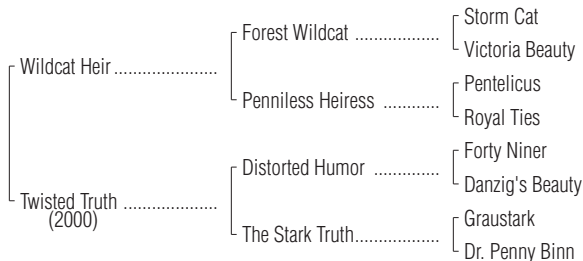 Storm Cat
Forest Wildcat ..................
Victoria Beauty
Wildcat Heir ......................
Pentelicus
Penniless Heiress ............
Royal Ties
Forty Niner
Distorted Humor ..............
Danzig's Beauty
Twisted Truth ....................
(2000)
Graustark
The Stark Truth..................
Dr. Penny Binn